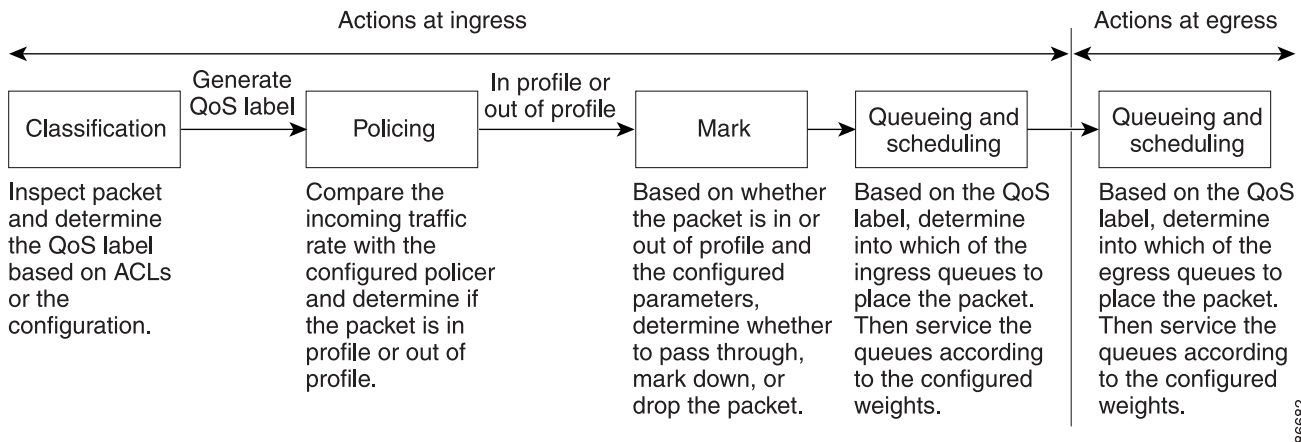 Actions at ingress
Actions at egress
Generate
QoS label
In profile or
out of profile
Classification
Policing
Mark
Queueing and
scheduling
Queueing and
scheduling
Inspect packet
and determine
the QoS label
based on ACLs
or the
configuration.
Compare the
incoming traffic
rate with the
configured policer
and determine if
the packet is in
profile or out of
profile.
Based on whether
the packet is in or
out of profile and
the configured
parameters,
determine whether
to pass through,
mark down, or
drop the packet.
Based on the QoS
label, determine
into which of the
ingress queues to
place the packet.
Then service the
queues according
to the configured
weights.
Based on the QoS
label, determine
into which of the
egress queues to
place the packet.
Then service the
queues according
to the configured
weights.